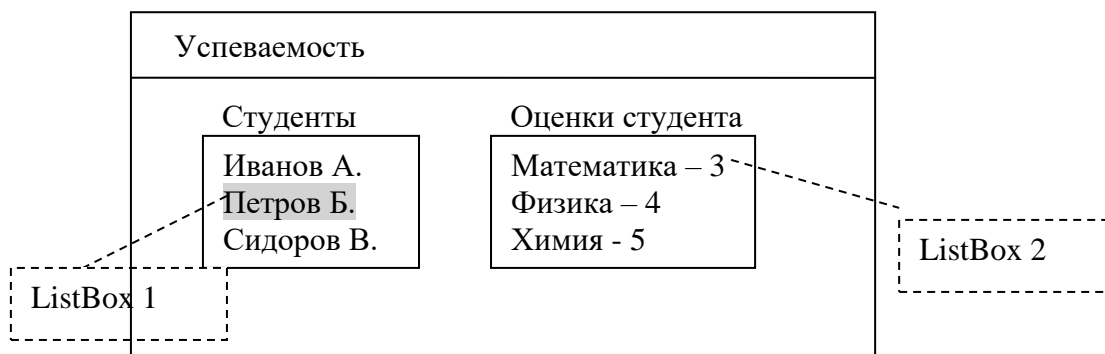 Успеваемость
Студенты
Оценки студента
Иванов А.
Математика – 3
Петров Б.
Физика – 4
Сидоров В.
Химия - 5
ListBox 2
ListBox 1